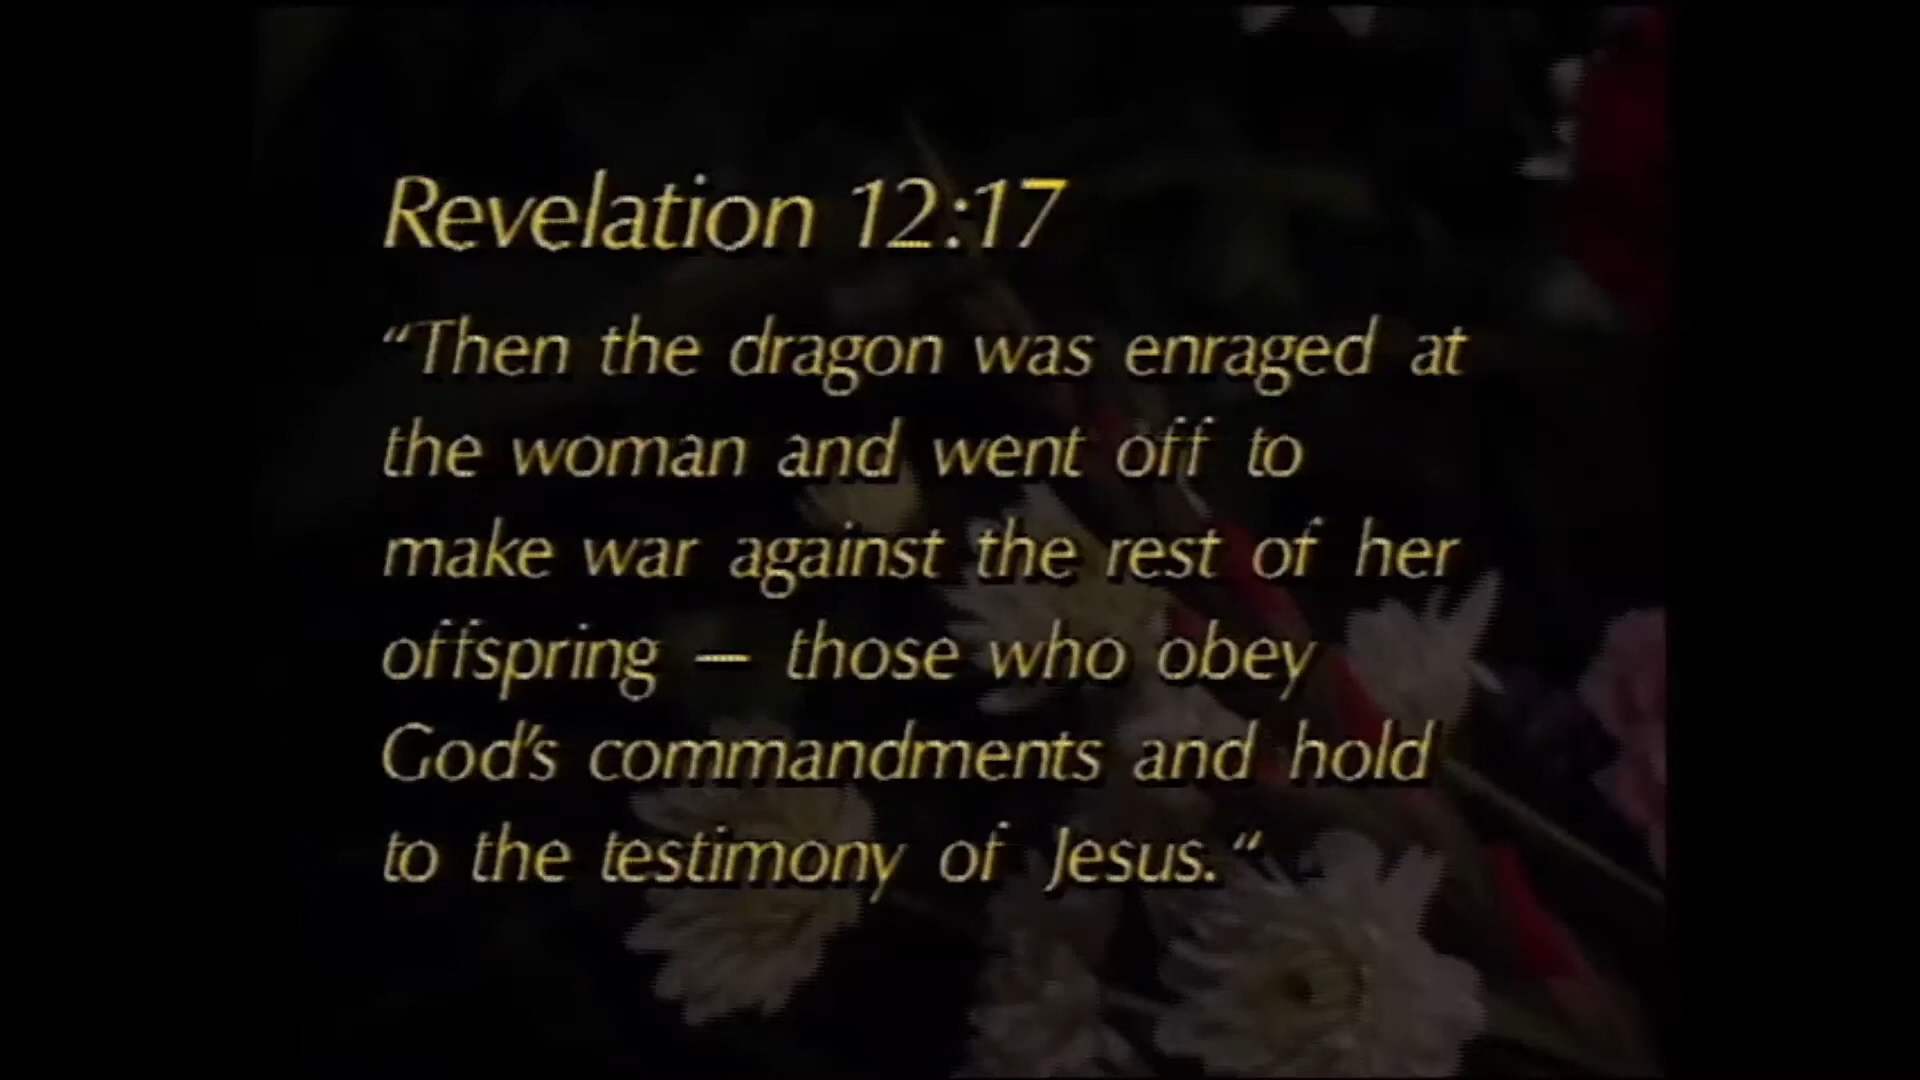 Revelation 12:17
“Then the dragon was enraged at
the woman and went off to
make war against the rest of her
offspring — those who obey
God's commandments and hold
to the testimony of Jesus.“